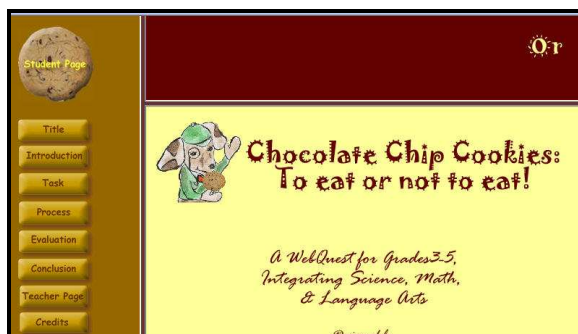 Or
Student Page
Title
Introduction
Task
Process
Evaluation
Conclusion
Teacher Page
Credits
Chocolate Chip Cookies:
To eat or not to eat!
A WebQuest for Grades3-5,
Integrating Science, Math,
& Language Arts